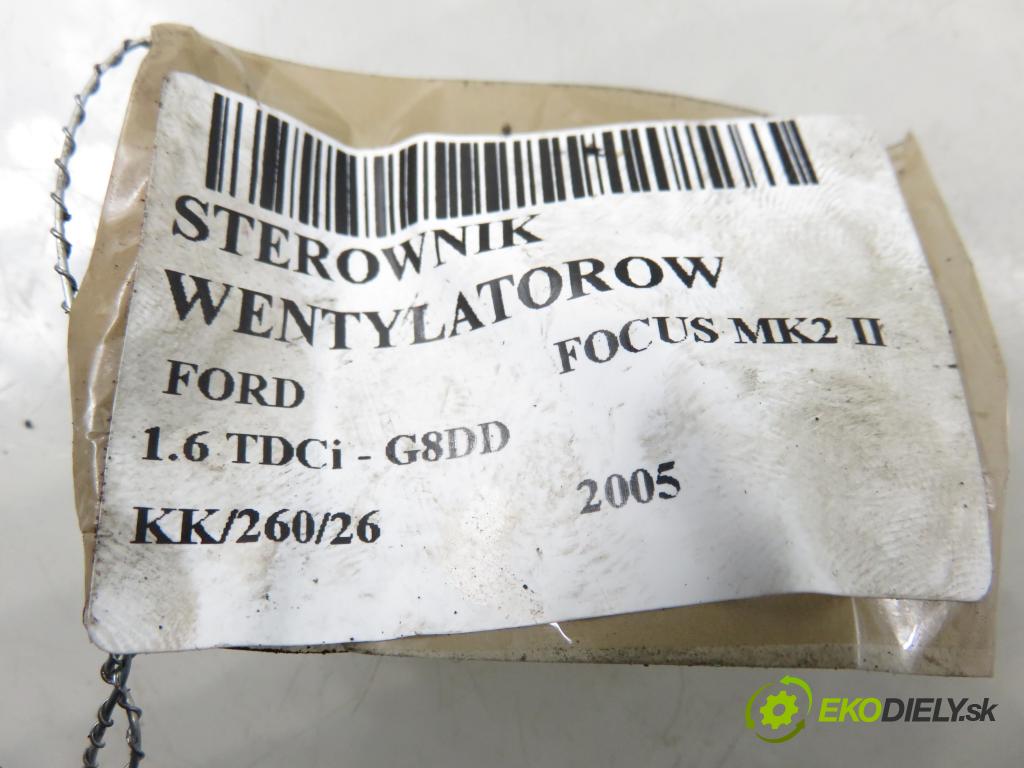 STEROWNIK
WENTYLATOROW
FORD FOCUS MK2 II
1.6 TDCi - G8DD
KK/260/26 2005
EKODIELY.sk